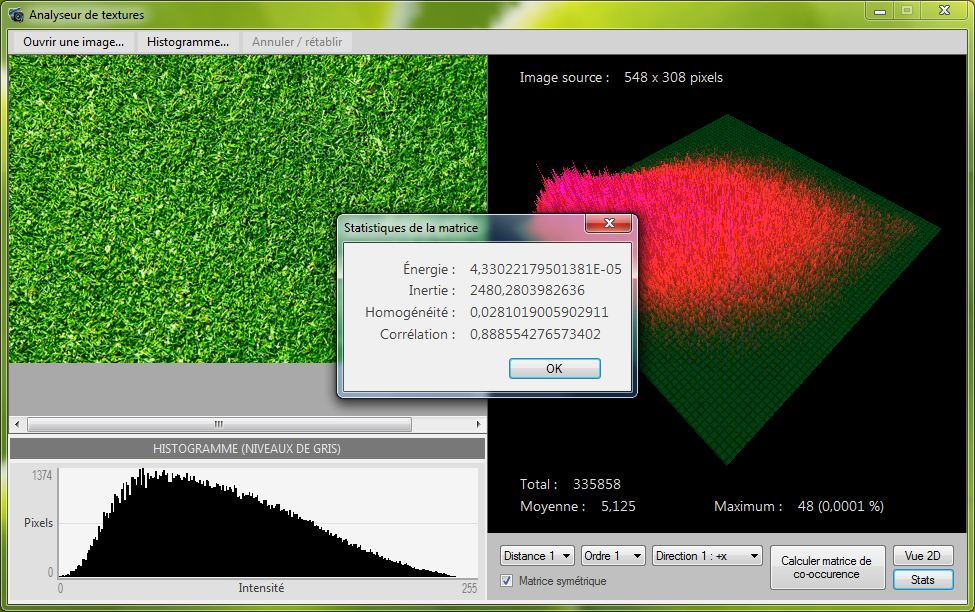 Analyseur de textures
Ouvrir une image... Histogramme... Annuler / rétablir
Image source : 548 x 308 pixels
Statistiques de la matrice
Énergie : 4,33022179501381E-05
Inertie : 2480,2803982636
Homogénéité : 0,0281019005902911
Corrélation : 0,888554276573402
OK
HISTOGRAMME (NIVEAUX DE GRIS)
1374
Pixels
0
0 Intensité 255
Total : 335858
Moyenne : 5,125 Maximum : 48 (0,0001 %)
Distance 1 Ordre 1 Direction 1 : +x
Matrice symétrique
Calculer matrice de
co-occurence
Vue 2D
Stats